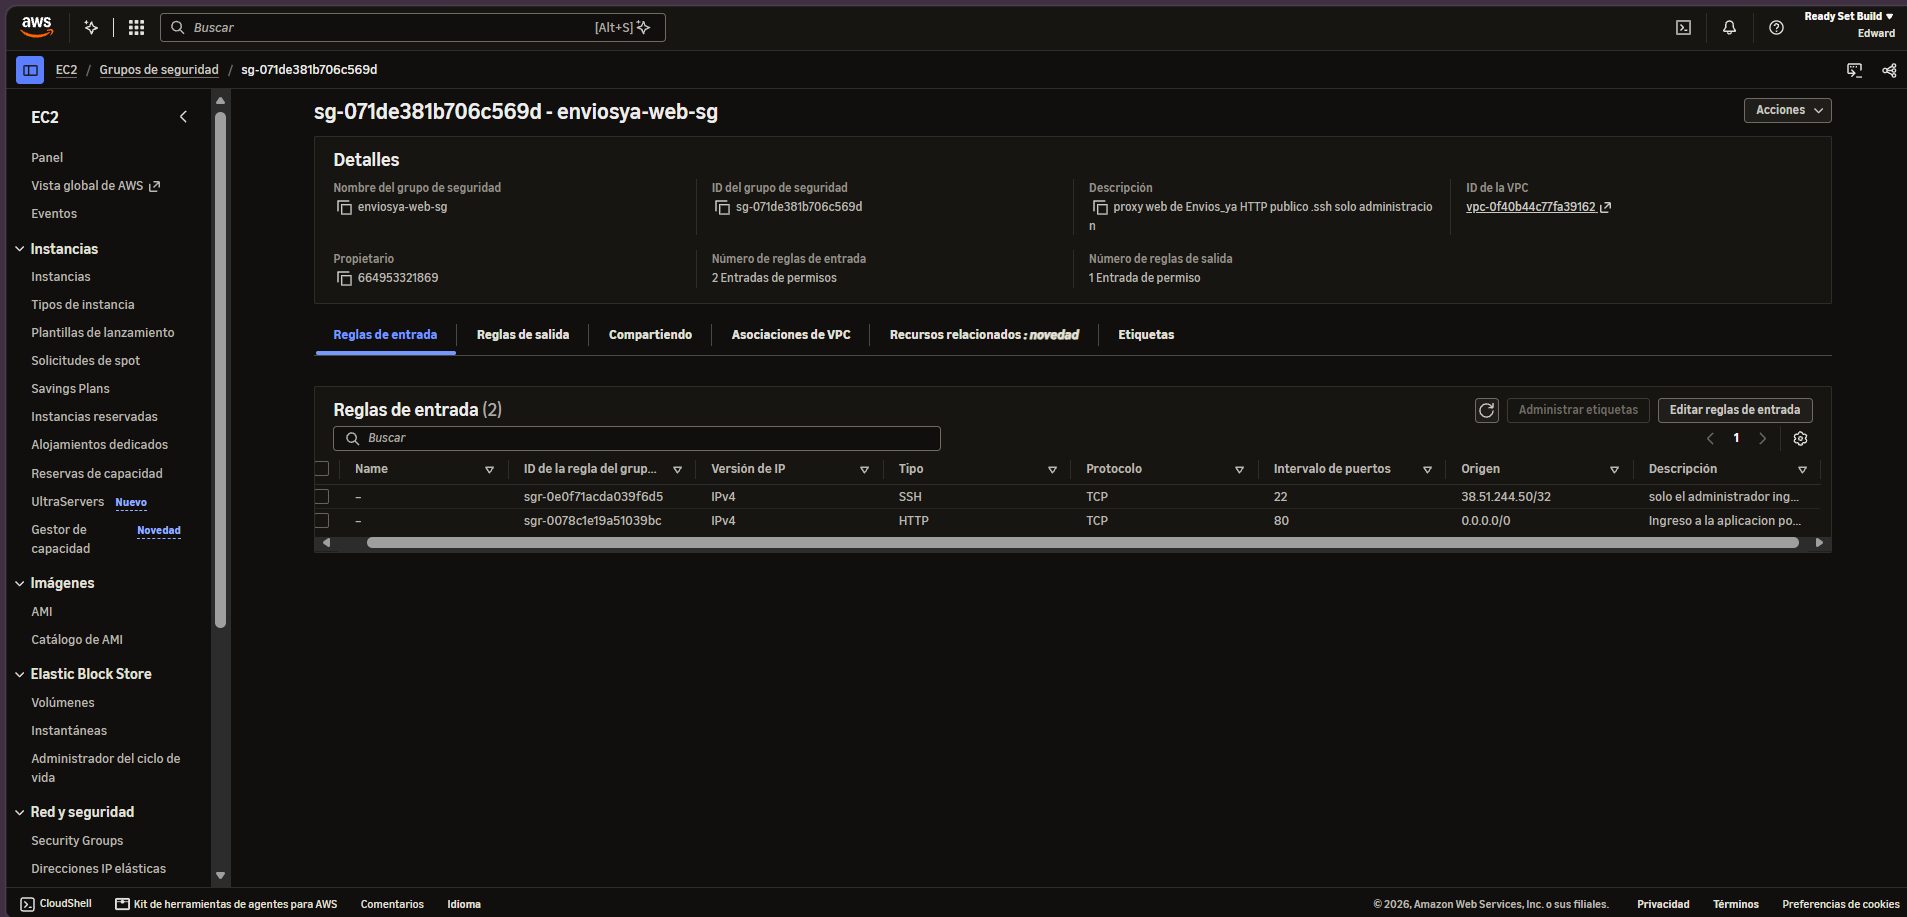 aws
Buscar
[Alt+S]
Ready Set Build ▼
Edward
EC2 / Grupos de seguridad / sg-071de381b706c569d
EC2
Panel
Vista global de AWS
Eventos
Instancias
Instancias
Tipos de instancia
Plantillas de lanzamiento
Solicitudes de spot
Savings Plans
Instancias reservadas
Alojamientos dedicados
Reservas de capacidad
UltraServers Nuevo
Gestor de capacidad Novedad
Imágenes
AMI
Catálogo de AMI
Elastic Block Store
Volúmenes
Instantáneas
Administrador del ciclo de vida
Red y seguridad
Security Groups
Direcciones IP elásticas
sg-071de381b706c569d - enviosya-web-sg
Acciones
Detalles
Nombre del grupo de seguridad
enviosya-web-sg
ID del grupo de seguridad
sg-071de381b706c569d
Descripción
proxy web de Envios_ya HTTP publico .ssh solo administracio
n
ID de la VPC
vpc-0f40b44c77fa39162
Propietario
664953321869
Número de reglas de entrada
2 Entradas de permisos
Número de reglas de salida
1 Entrada de permiso
Reglas de entrada
Reglas de salida
Compartiendo
Asociaciones de VPC
Recursos relacionados : novedad
Etiquetas
Reglas de entrada (2)
Administrar etiquetas
Editar reglas de entrada
Buscar
1
Name ID de la regla del grup... Versión de IP Tipo Protocolo Intervalo de puertos Origen Descripción
– sgr-0e0f71acda039f6d5 IPv4 SSH TCP 22 38.51.244.50/32 solo el administrador ing...
– sgr-0078c1e19a51039bc IPv4 HTTP TCP 80 0.0.0.0/0 Ingreso a la aplicacion po...
CloudShell
Kit de herramientas de agentes para AWS
Comentarios
Idioma
© 2026, Amazon Web Services, Inc. o sus filiales.
Privacidad
Términos
Preferencias de cookies